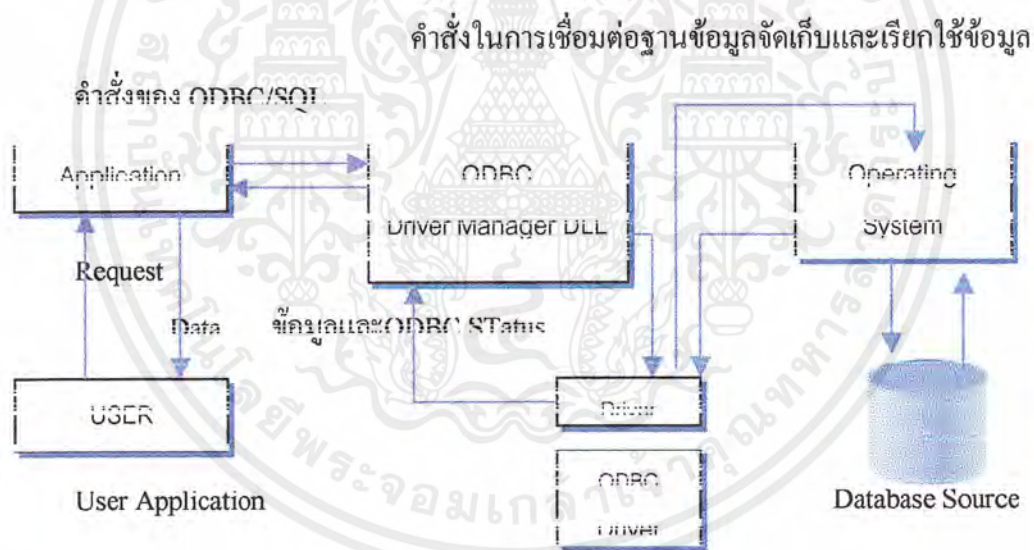 คำสั่งในการเชื่อมต่อฐานข้อมูลจัดเก็บและเรียกใช้ข้อมูล
คำสั่งของ ODBC/SQL
Application
ODBC
Driver Manager DLL
Operating
System
Request
Data
ข้อมูลและODBC STatus
USER
Driver
ODBC
Driver
User Application
Database Source